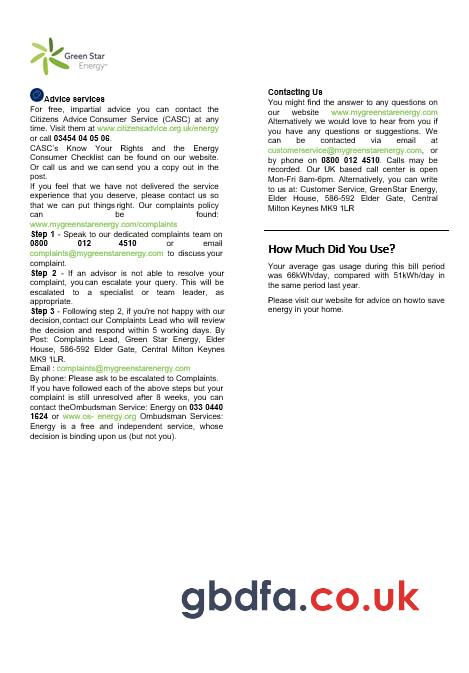 Green Star
Energy™
Advice services
For free, impartial advice you can contact the
Citizens Advice Consumer Service (CASC) at any
time. Visit them at www.citizensadvice.org.uk/energy
or call 03454 04 05 06.
CASC's Know Your Rights and the Energy
Consumer Checklist can be found on our website.
Or call us and we can send you a copy out in the
post.
If you feel that we have not delivered the service
experience that you deserve, please contact us so
that we can put things right. Our complaints policy
can be found:
www.mygreenstarenergy.com/complaints
Step 1 - Speak to our dedicated complaints team on
0800 012 4510 or email
complaints@mygreenstarenergy.com to discuss your
complaint.
Step 2 - If an advisor is not able to resolve your
complaint, you can escalate your query. This will be
escalated to a specialist or team leader, as
appropriate.
Step 3 - Following step 2, if you're not happy with our
decision, contact our Complaints Lead who will review
the decision and respond within 5 working days. By
Post: Complaints Lead, Green Star Energy, Elder
House, 586-592 Elder Gate, Central Milton Keynes
MK9 1LR.
Email : complaints@mygreenstarenergy.com
By phone: Please ask to be escalated to Complaints.
If you have followed each of the above steps but your
complaint is still unresolved after 8 weeks, you can
contact theOmbudsman Service: Energy on 033 0440
1624 or www.os- energy.org Ombudsman Services:
Energy is a free and independent service, whose
decision is binding upon us (but not you).
Contacting Us
You might find the answer to any questions on
our website www.mygreenstarenergy.com
Alternatively we would love to hear from you if
you have any questions or suggestions. We
can be contacted via email at
customerservice@mygreenstarenergy.com, or
by phone on 0800 012 4510. Calls may be
recorded. Our UK based call center is open
Mon-Fri 8am-6pm. Alternatively, you can write
to us at: Customer Service, GreenStar Energy,
Elder House, 586-592 Elder Gate, Central
Milton Keynes MK9 1LR
How Much Did You Use?
Your average gas usage during this bill period
was 66kWh/day, compared with 51kWh/day in
the same period last year.
Please visit our website for advice on howto save
energy in your home.
gbdfa.co.uk